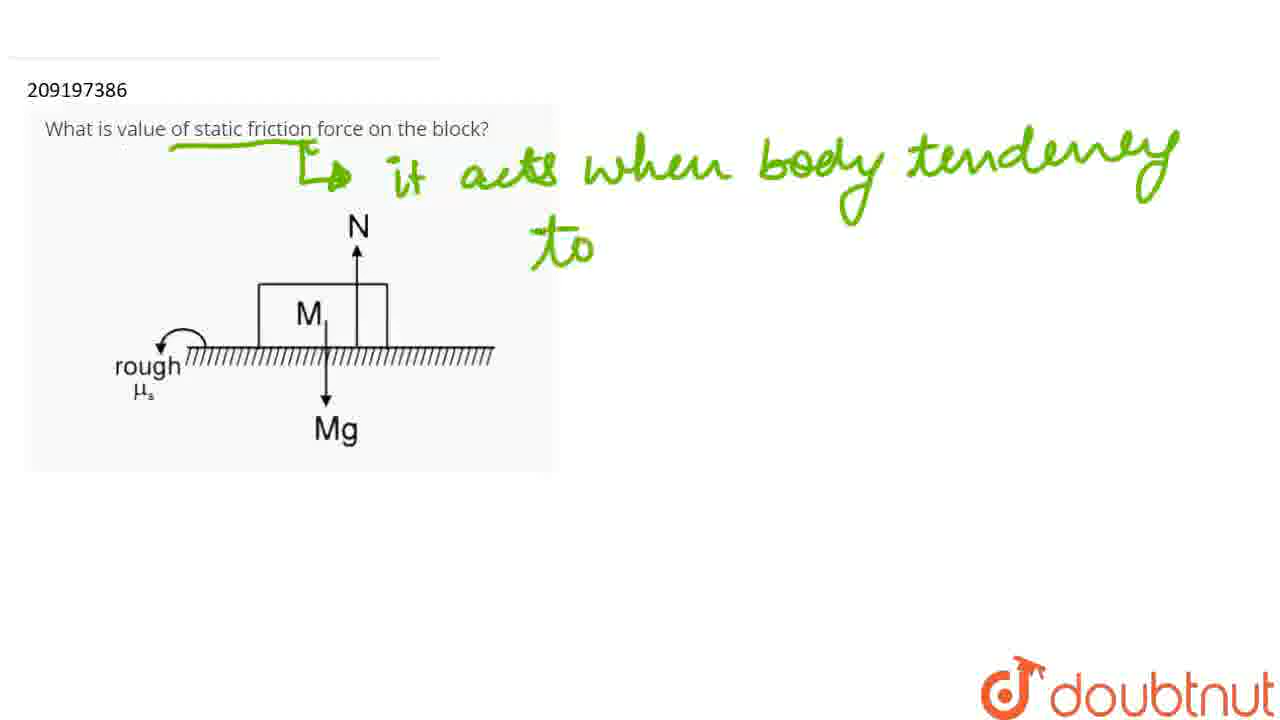 209197386
What is value of static friction force on the block?
it acts when body tendency
to
N
M
rough
μs
Mg
doubtnut